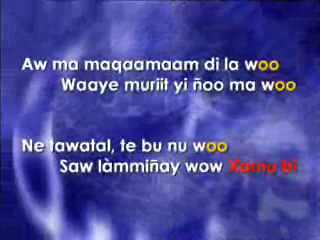 Aw ma maqaamaam di la woo
Waaye muriit yi ñoo ma woo
Ne tawatal, te bu nu woo
Saw làmmiñay wow Xarnu bi